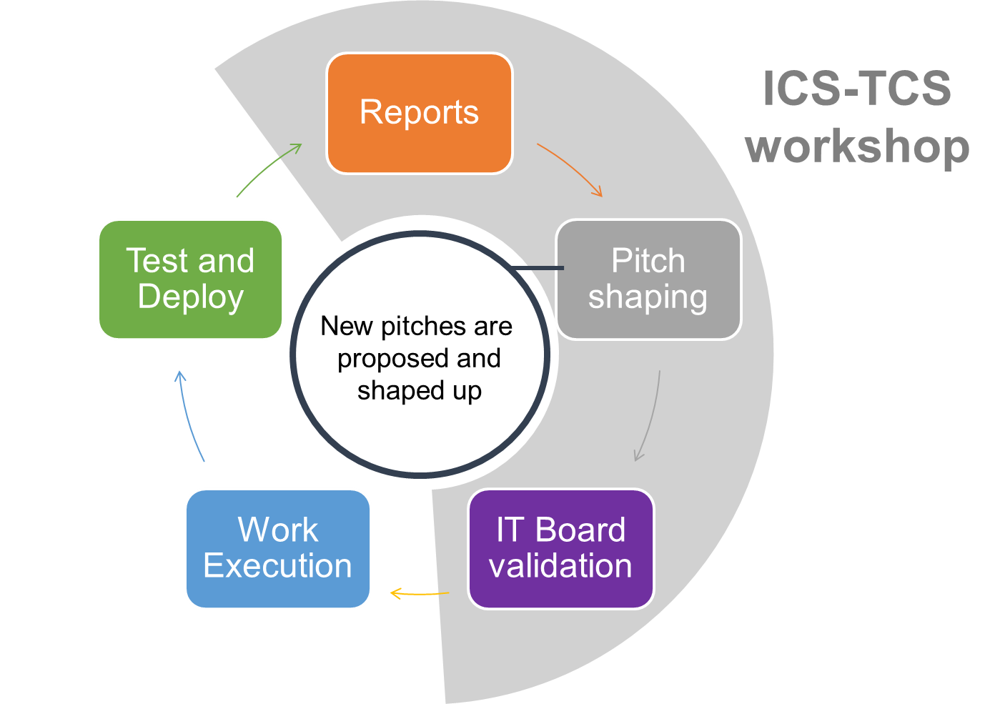 ICS-TCS
workshop
Reports
Pitch
shaping
IT Board
validation
Work
Execution
Test and
Deploy
New pitches are
proposed and
shaped up